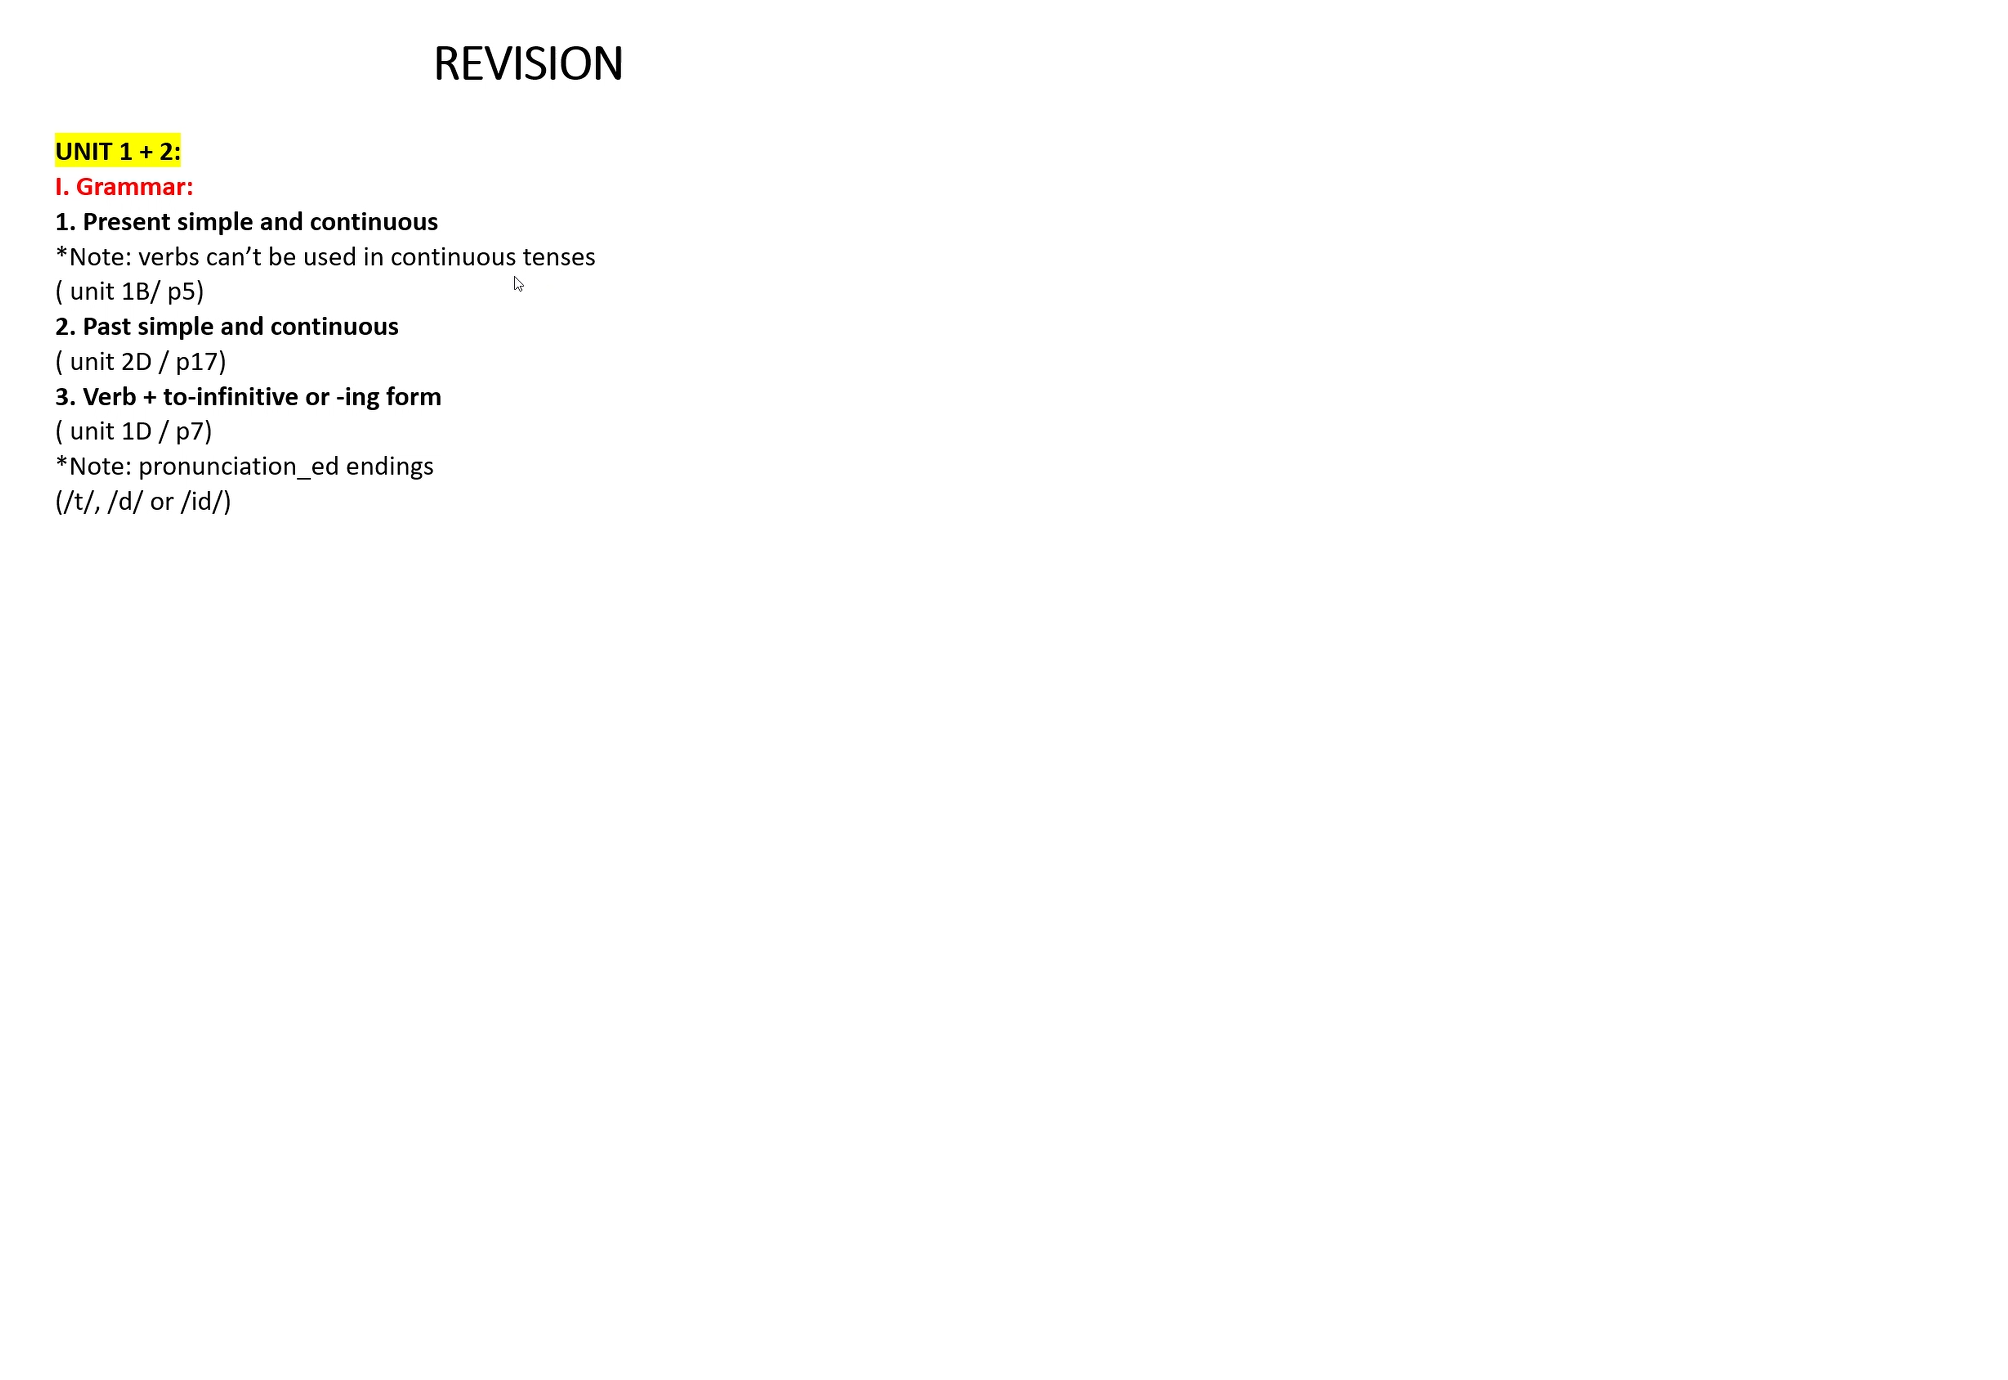 REVISION
UNIT 1 + 2:
I. Grammar:
1. Present simple and continuous
*Note: verbs can’t be used in continuous tenses
( unit 1B/ p5)
2. Past simple and continuous
( unit 2D / p17)
3. Verb + to-infinitive or -ing form
( unit 1D / p7)
*Note: pronunciation_ed endings
(/t/, /d/ or /id/)